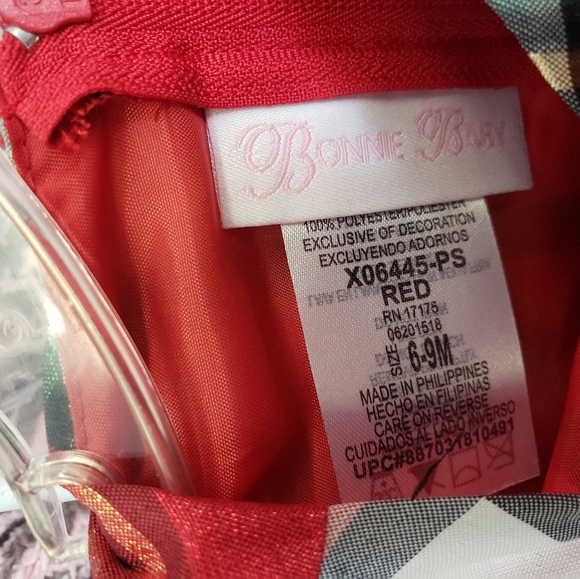 BONNIE BABY
100% POLYESTER/POLIESTER
EXCLUSIVE OF DECORATION
EXCLUYENDO ADORNOS
X06445-PS
RED
RN 17175
06201518
SIZE 6-9M
MADE IN PHILIPPINES
HECHO EN FILIPINAS
CARE ON REVERSE
CUIDADOS AL LADO INVERSO
UPC#887031810491